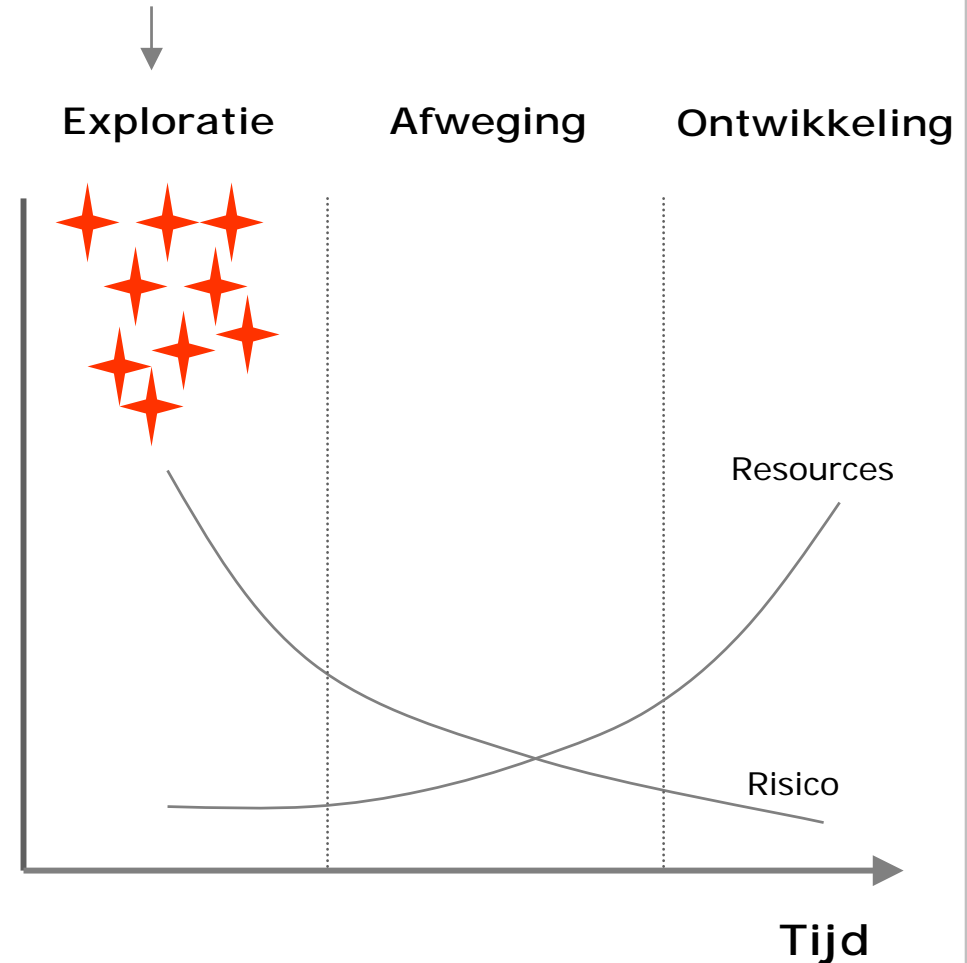 Exploratie
Afweging
Ontwikkeling
Resources
Risico
Tijd